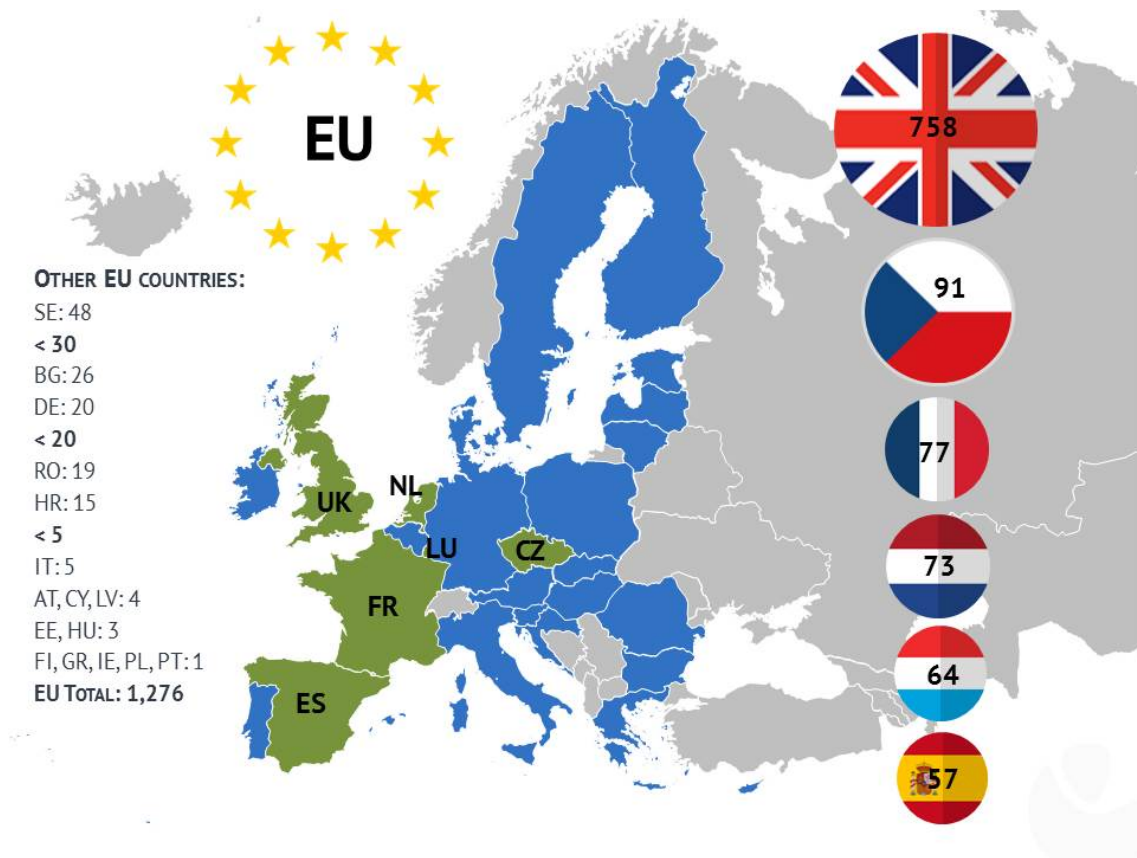 EU
OTHER EU COUNTRIES:
SE: 48
< 30
BG: 26
DE: 20
< 20
RO: 19
HR: 15
< 5
IT: 5
AT, CY, LV: 4
EE, HU: 3
FI, GR, IE, PL, PT: 1
EU TOTAL: 1,276
UK
NL
LU
CZ
FR
ES
758
91
77
73
64
57